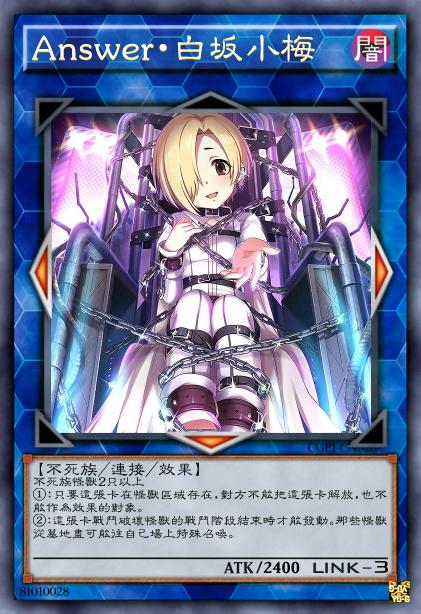 Answer·白坂小梅
闇
【不死族/連接/效果】
不死族怪獸2只以上
①:只要這張卡在怪獸區域存在,對方不能把這張卡解放,也不
能作為效果的對象。
②:這張卡戰鬥破壞怪獸的戰鬥階段結束時才能發動。那些怪獸
從墓地盡可能往自己場上特殊召喚。
ATK/2400 LINK-3
81010028